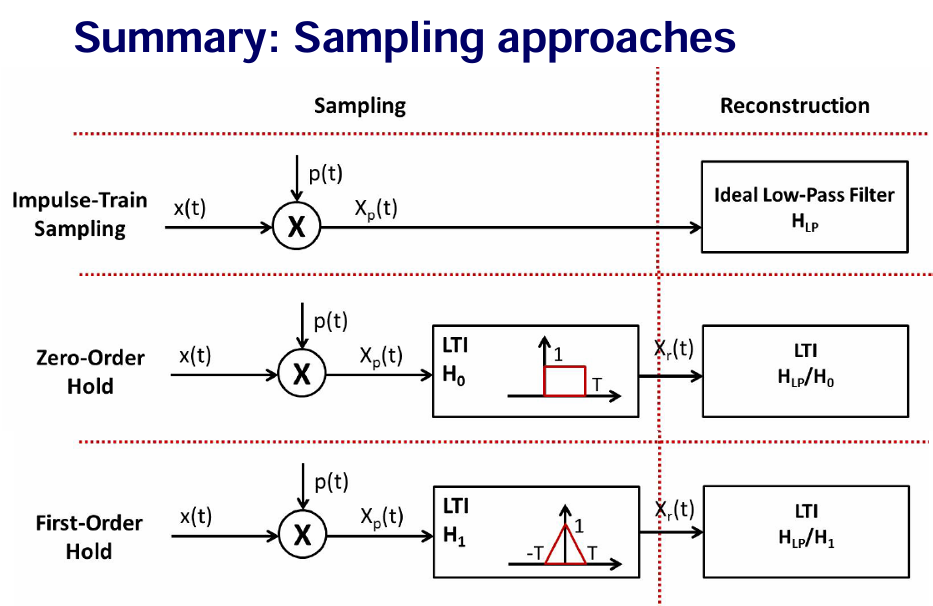 Summary: Sampling approaches
Sampling
Reconstruction
Impulse-Train
Sampling
x(t)
p(t)
X
Xp(t)
Ideal Low-Pass Filter
HLP
Zero-Order
Hold
x(t)
p(t)
X
Xp(t)
LTI
H0
1
T
Xr(t)
LTI
HLP/H0
First-Order
Hold
x(t)
p(t)
X
Xp(t)
LTI
H1
1
-T
T
Xr(t)
LTI
HLP/H1